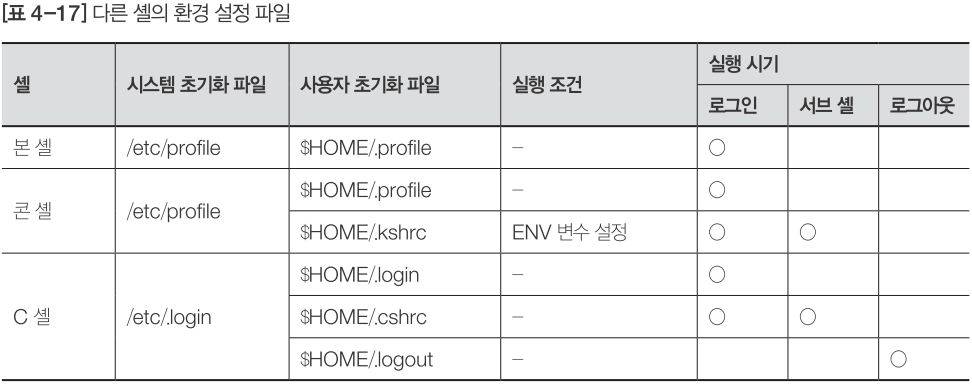 [표 4-17] 다른 셸의 환경 설정 파일
셸 시스템 초기화 파일 사용자 초기화 파일 실행 조건 실행 시기
로그인 서브 셸 로그아웃
본 셸 /etc/profile $HOME/.profile – ○
콘 셸 /etc/profile $HOME/.profile – ○
$HOME/.kshrc ENV 변수 설정 ○ ○
C 셸 /etc/.login $HOME/.login – ○
$HOME/.cshrc – ○ ○
$HOME/.logout – ○